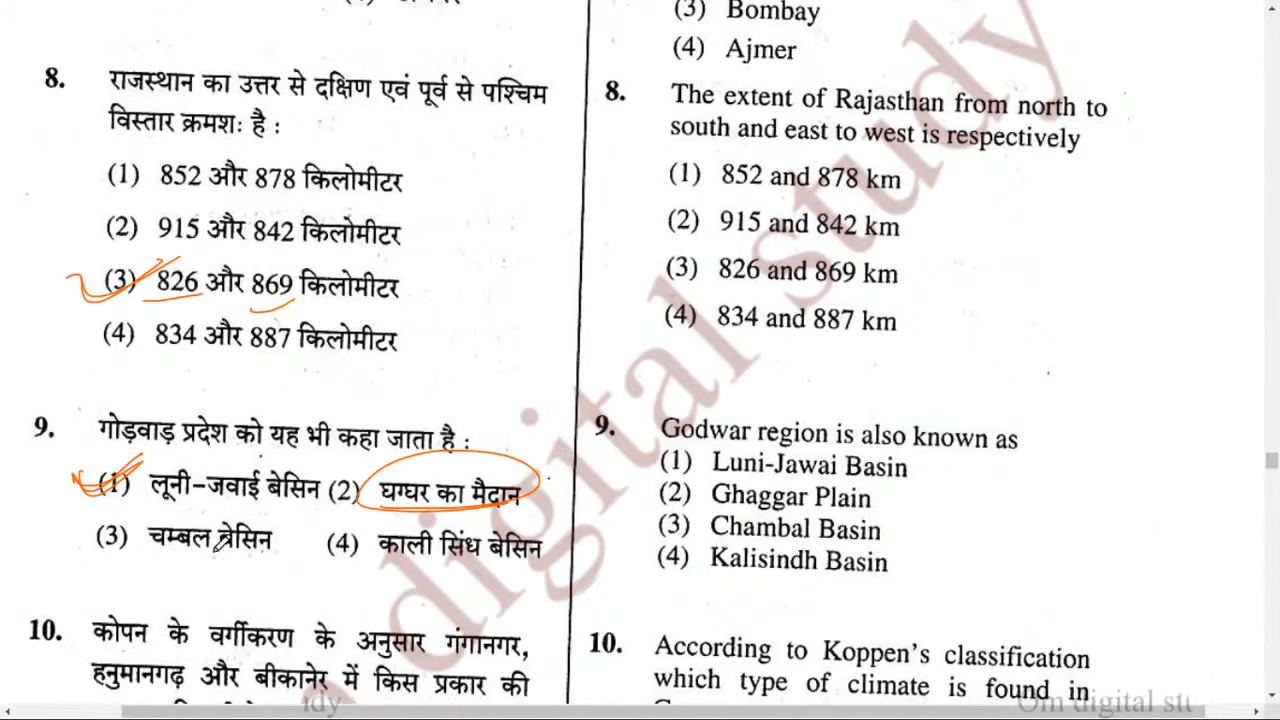 8. राजस्थान का उत्तर से दक्षिण एवं पूर्व से पश्चिम
विस्तार क्रमशः है :
(1) 852 और 878 किलोमीटर
(2) 915 और 842 किलोमीटर
(3) 826 और 869 किलोमीटर
(4) 834 और 887 किलोमीटर
9. गोड़वाड़ प्रदेश को यह भी कहा जाता है :
(1) लूनी-जवाई बेसिन (2) घग्घर का मैदान
(3) चम्बल बेसिन (4) काली सिंध बेसिन
10. कोपन के वर्गीकरण के अनुसार गंगानगर,
हनुमानगढ़ और बीकानेर में किस प्रकार की
(3) Bombay
(4) Ajmer
8. The extent of Rajasthan from north to
south and east to west is respectively
(1) 852 and 878 km
(2) 915 and 842 km
(3) 826 and 869 km
(4) 834 and 887 km
9. Godwar region is also known as
(1) Luni-Jawai Basin
(2) Ghaggar Plain
(3) Chambal Basin
(4) Kalisindh Basin
10. According to Koppen's classification
which type of climate is found in
digital study
Om digital